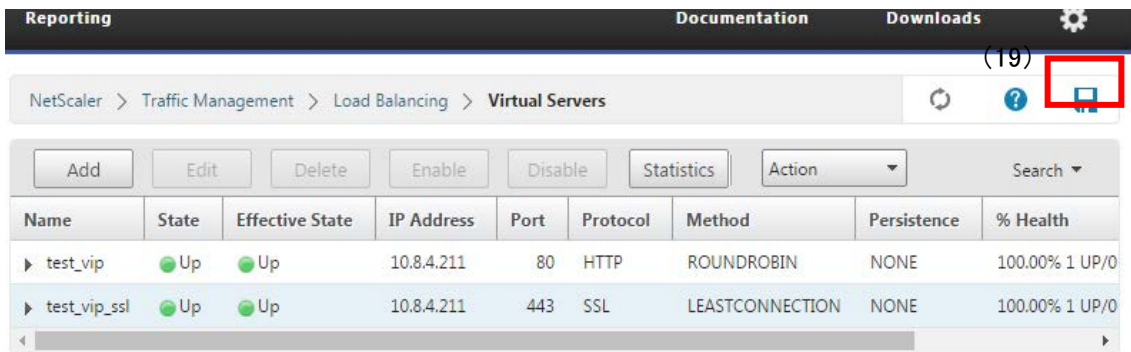 Reporting Documentation Downloads
(19)
NetScaler > Traffic Management > Load Balancing > Virtual Servers
Add Edit Delete Enable Disable Statistics Action Search
Name State Effective State IP Address Port Protocol Method Persistence % Health
test_vip Up Up 10.8.4.211 80 HTTP ROUNDROBIN NONE 100.00% 1 UP/0
test_vip_ssl Up Up 10.8.4.211 443 SSL LEASTCONNECTION NONE 100.00% 1 UP/0